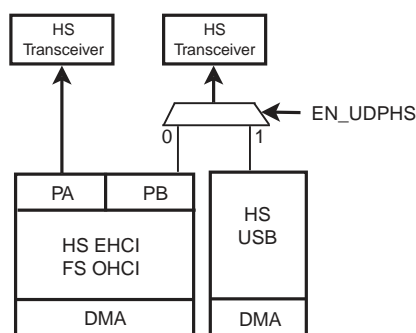 HS
Transceiver
HS
Transceiver
EN_UDPHS
0
1
PA
PB
HS EHCI
FS OHCI
DMA
HS
USB
DMA